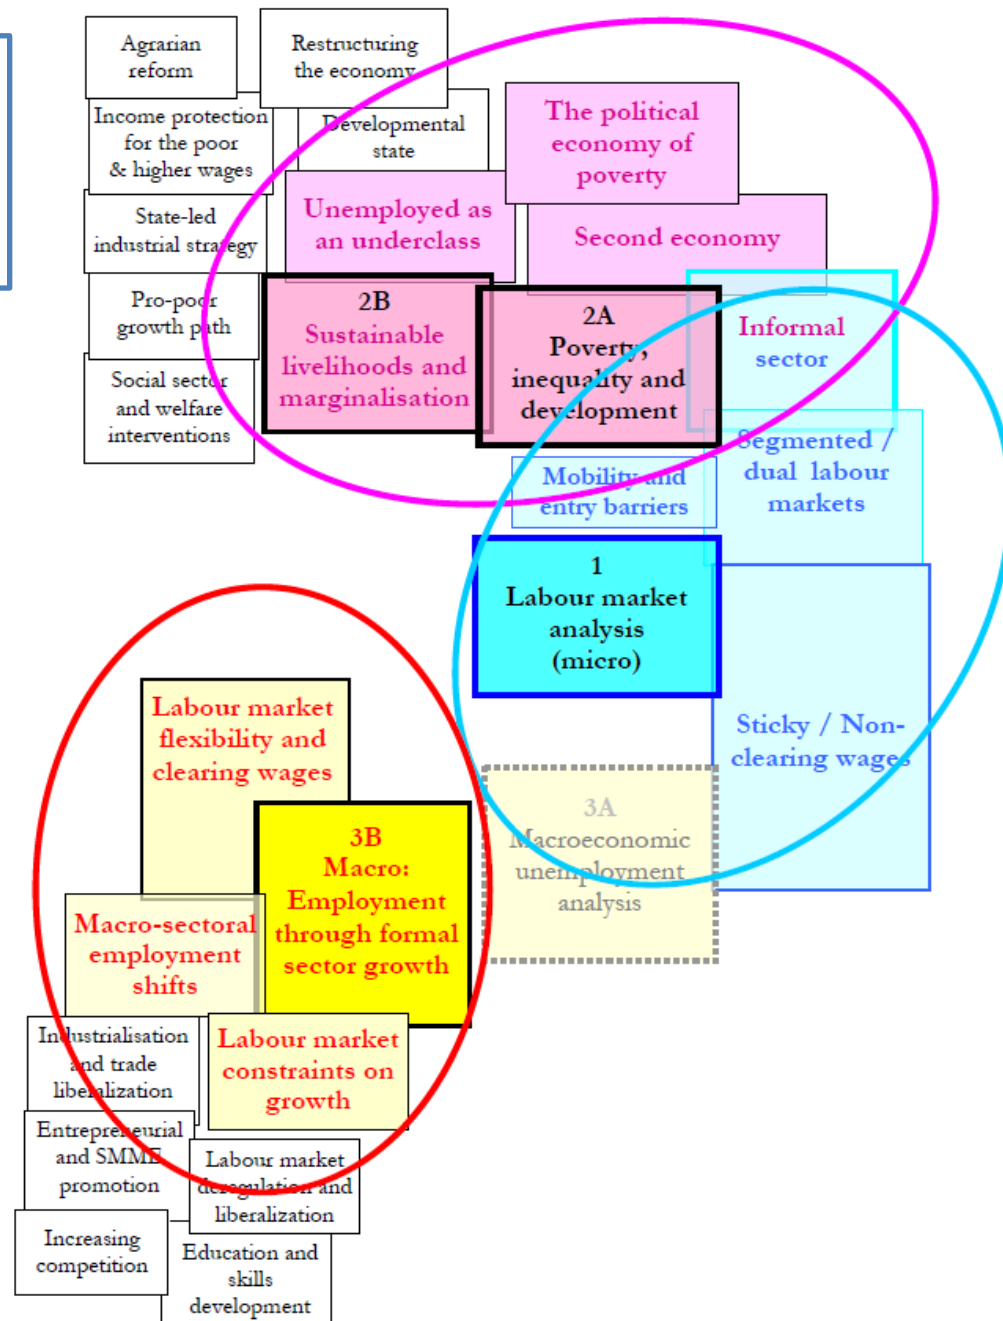 Agrarian
reform
Restructuring
the economy
Income protection
for the poor
& higher wages
Developmental
state
The political
economy of
poverty
State-led
industrial strategy
Unemployed as
an underclass
Second economy
Pro-poor
growth path
2B
Sustainable
livelihoods and
marginalisation
2A
Poverty,
inequality and
development
Informal
sector
Social sector
and welfare
interventions
Segmented /
dual labour
markets
Mobility and
entry barriers
1
Labour market
analysis
(micro)
Sticky / Non-
clearing wages
Labour market
flexibility and
clearing wages
3A
Macroeconomic
unemployment
analysis
3B
Macro:
Employment
through formal
sector growth
Macro-sectoral
employment
shifts
Industrialisation
and trade
liberalization
Labour market
constraints on
growth
Entrepreneurial
and SMME
promotion
Labour market
deregulation and
liberalization
Increasing
competition
Education and
skills
development